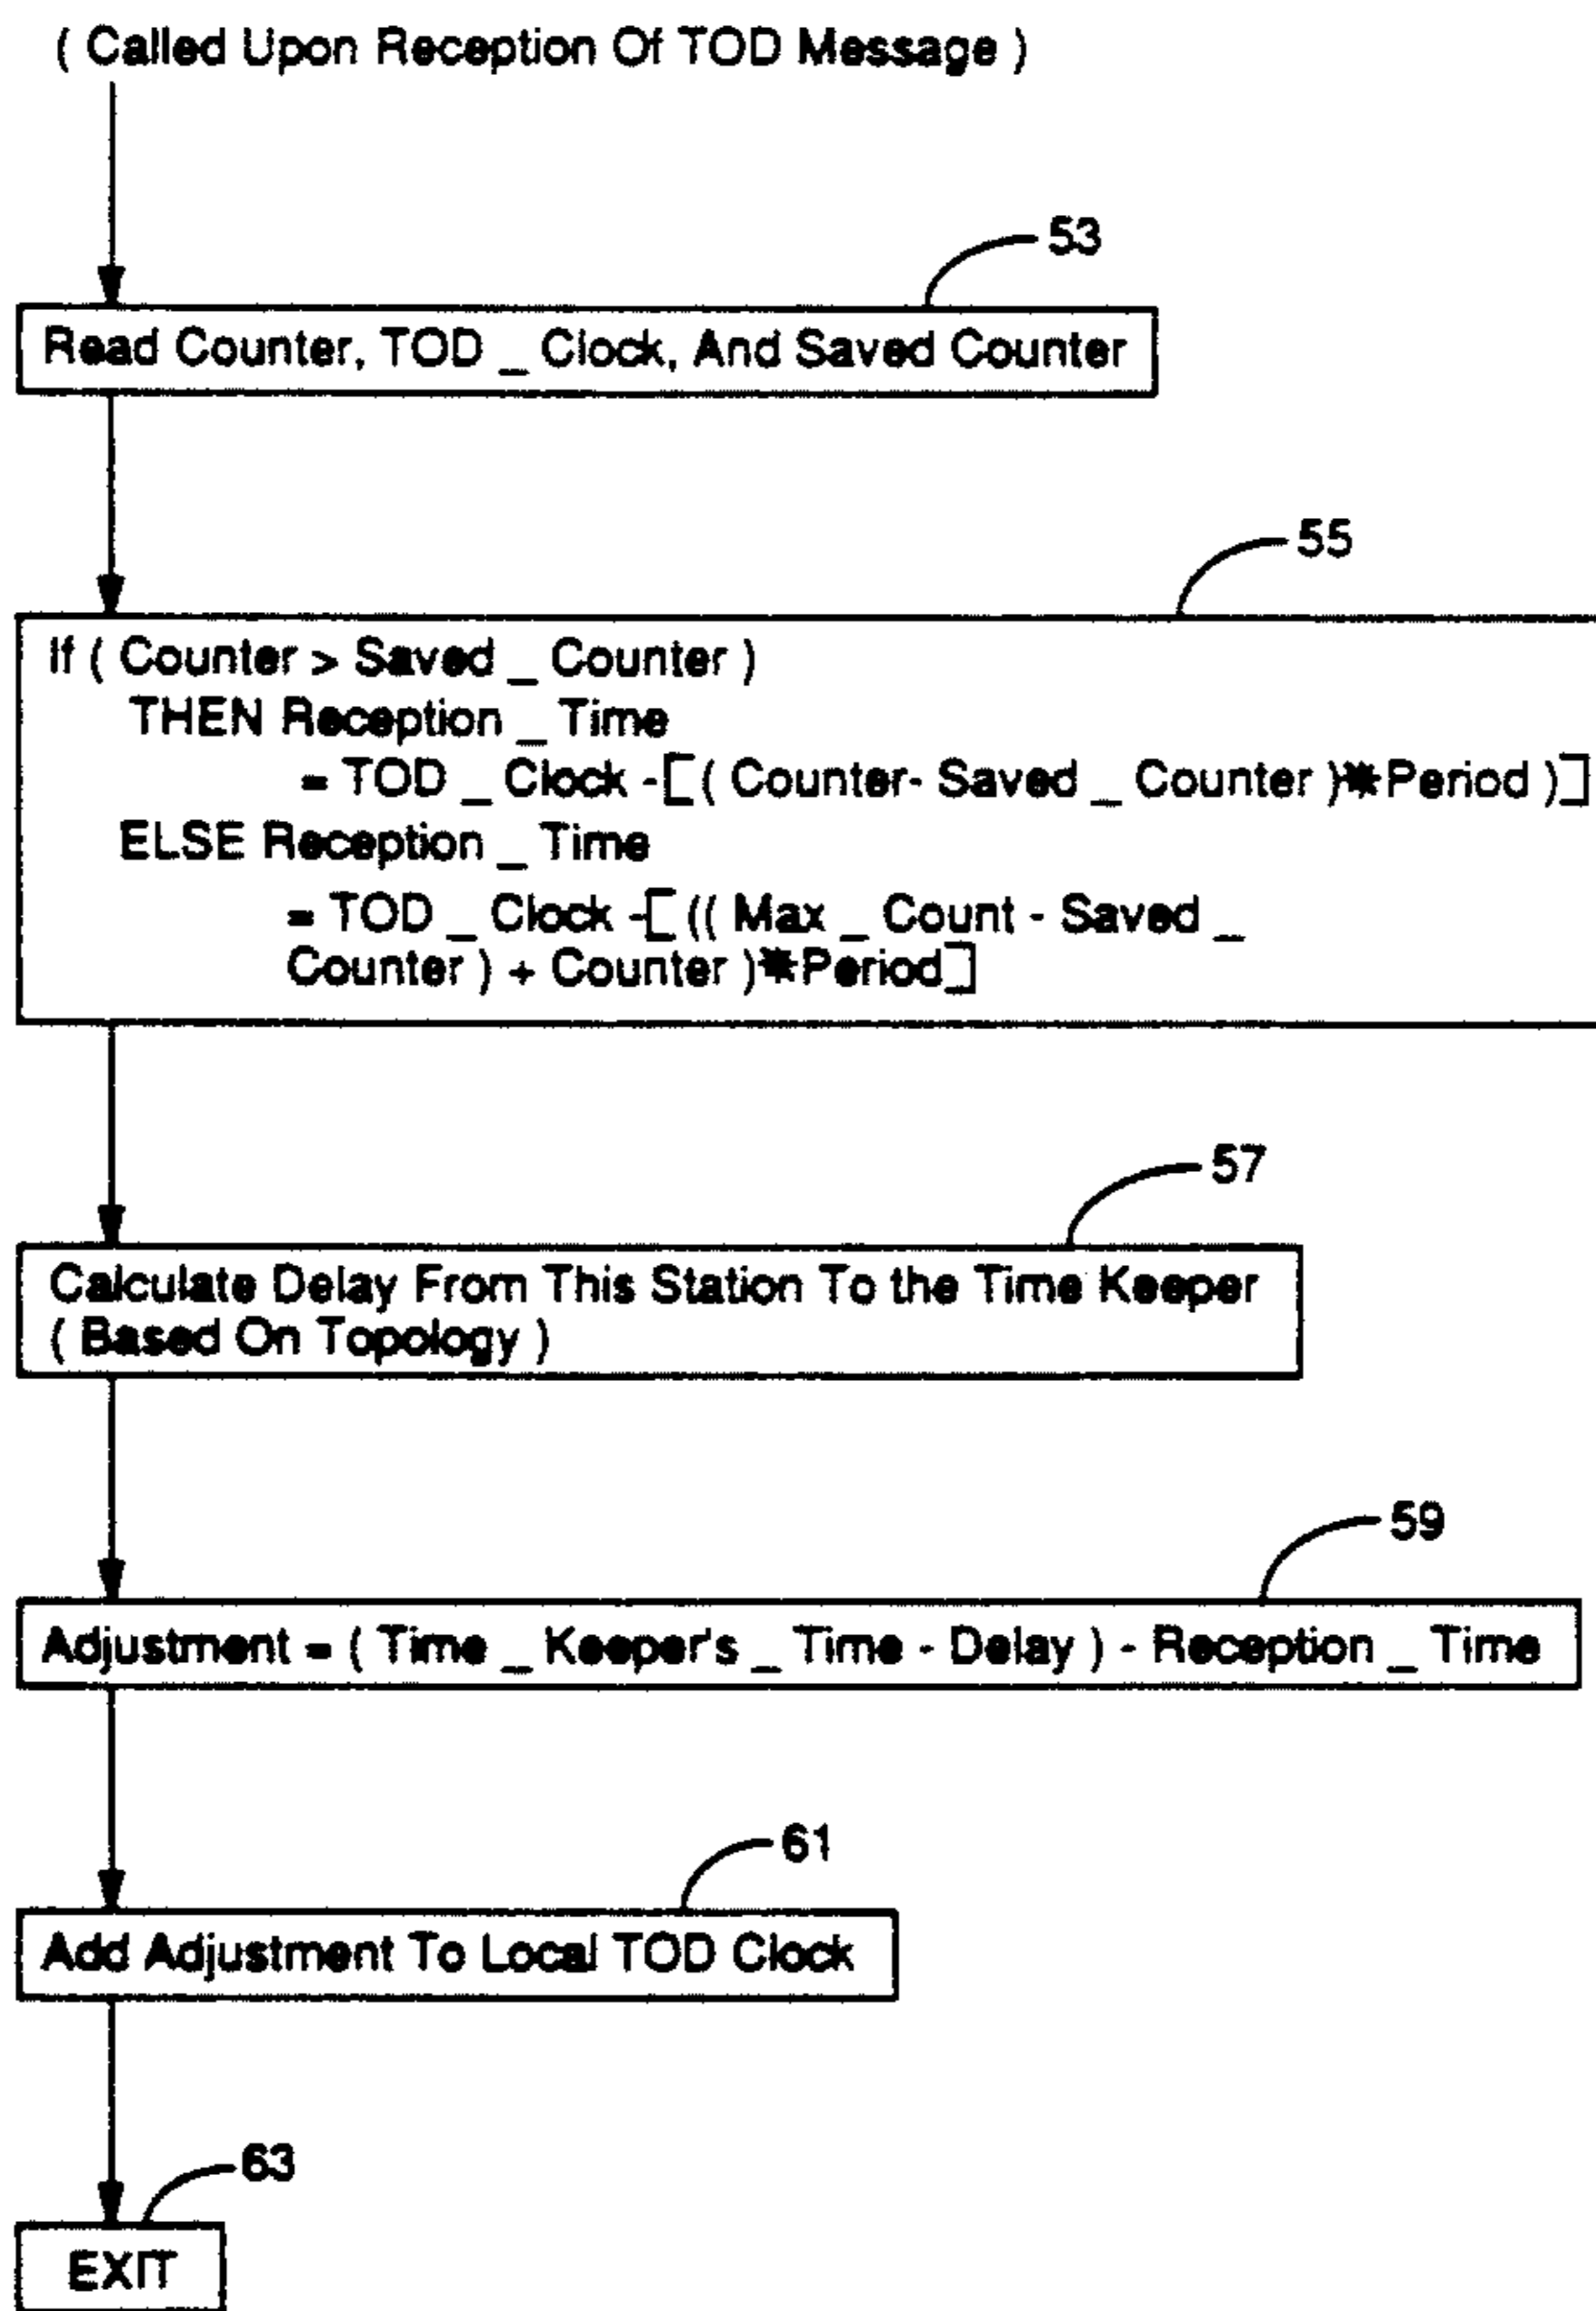 ( Called Upon Reception Of TOD Message )
53
Read Counter, TOD _ Clock, And Saved Counter
55
If ( Counter > Saved _ Counter )
THEN Reception _ Time
= TOD _ Clock -[( Counter- Saved _ Counter )*Period )]
ELSE Reception _ Time
= TOD _ Clock -[ (( Max _ Count - Saved _
Counter ) + Counter )*Period]
57
Calculate Delay From This Station To the Time Keeper
( Based On Topology )
59
Adjustment = ( Time _ Keeper's _ Time - Delay ) - Reception _ Time
61
Add Adjustment To Local TOD Clock
63
EXIT